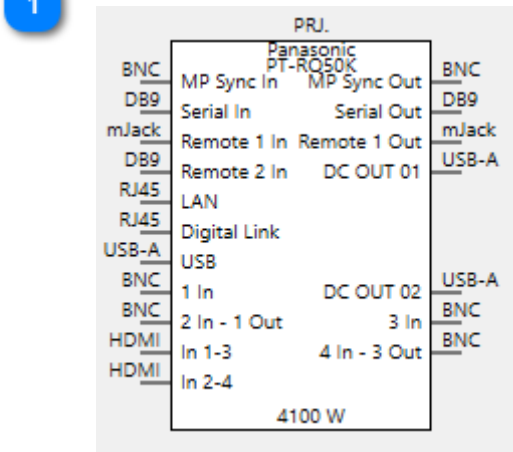 1
PRJ.
Panasonic
PT-RQ50K
BNC MP Sync In MP Sync Out BNC
DB9 Serial In Serial Out DB9
mJack Remote 1 In Remote 1 Out mJack
DB9 Remote 2 In DC OUT 01 USB-A
RJ45 LAN
RJ45 Digital Link
USB-A USB
BNC 1 In DC OUT 02 USB-A
BNC 2 In - 1 Out 3 In BNC
HDMI In 1-3 4 In - 3 Out BNC
HDMI In 2-4
4100 W